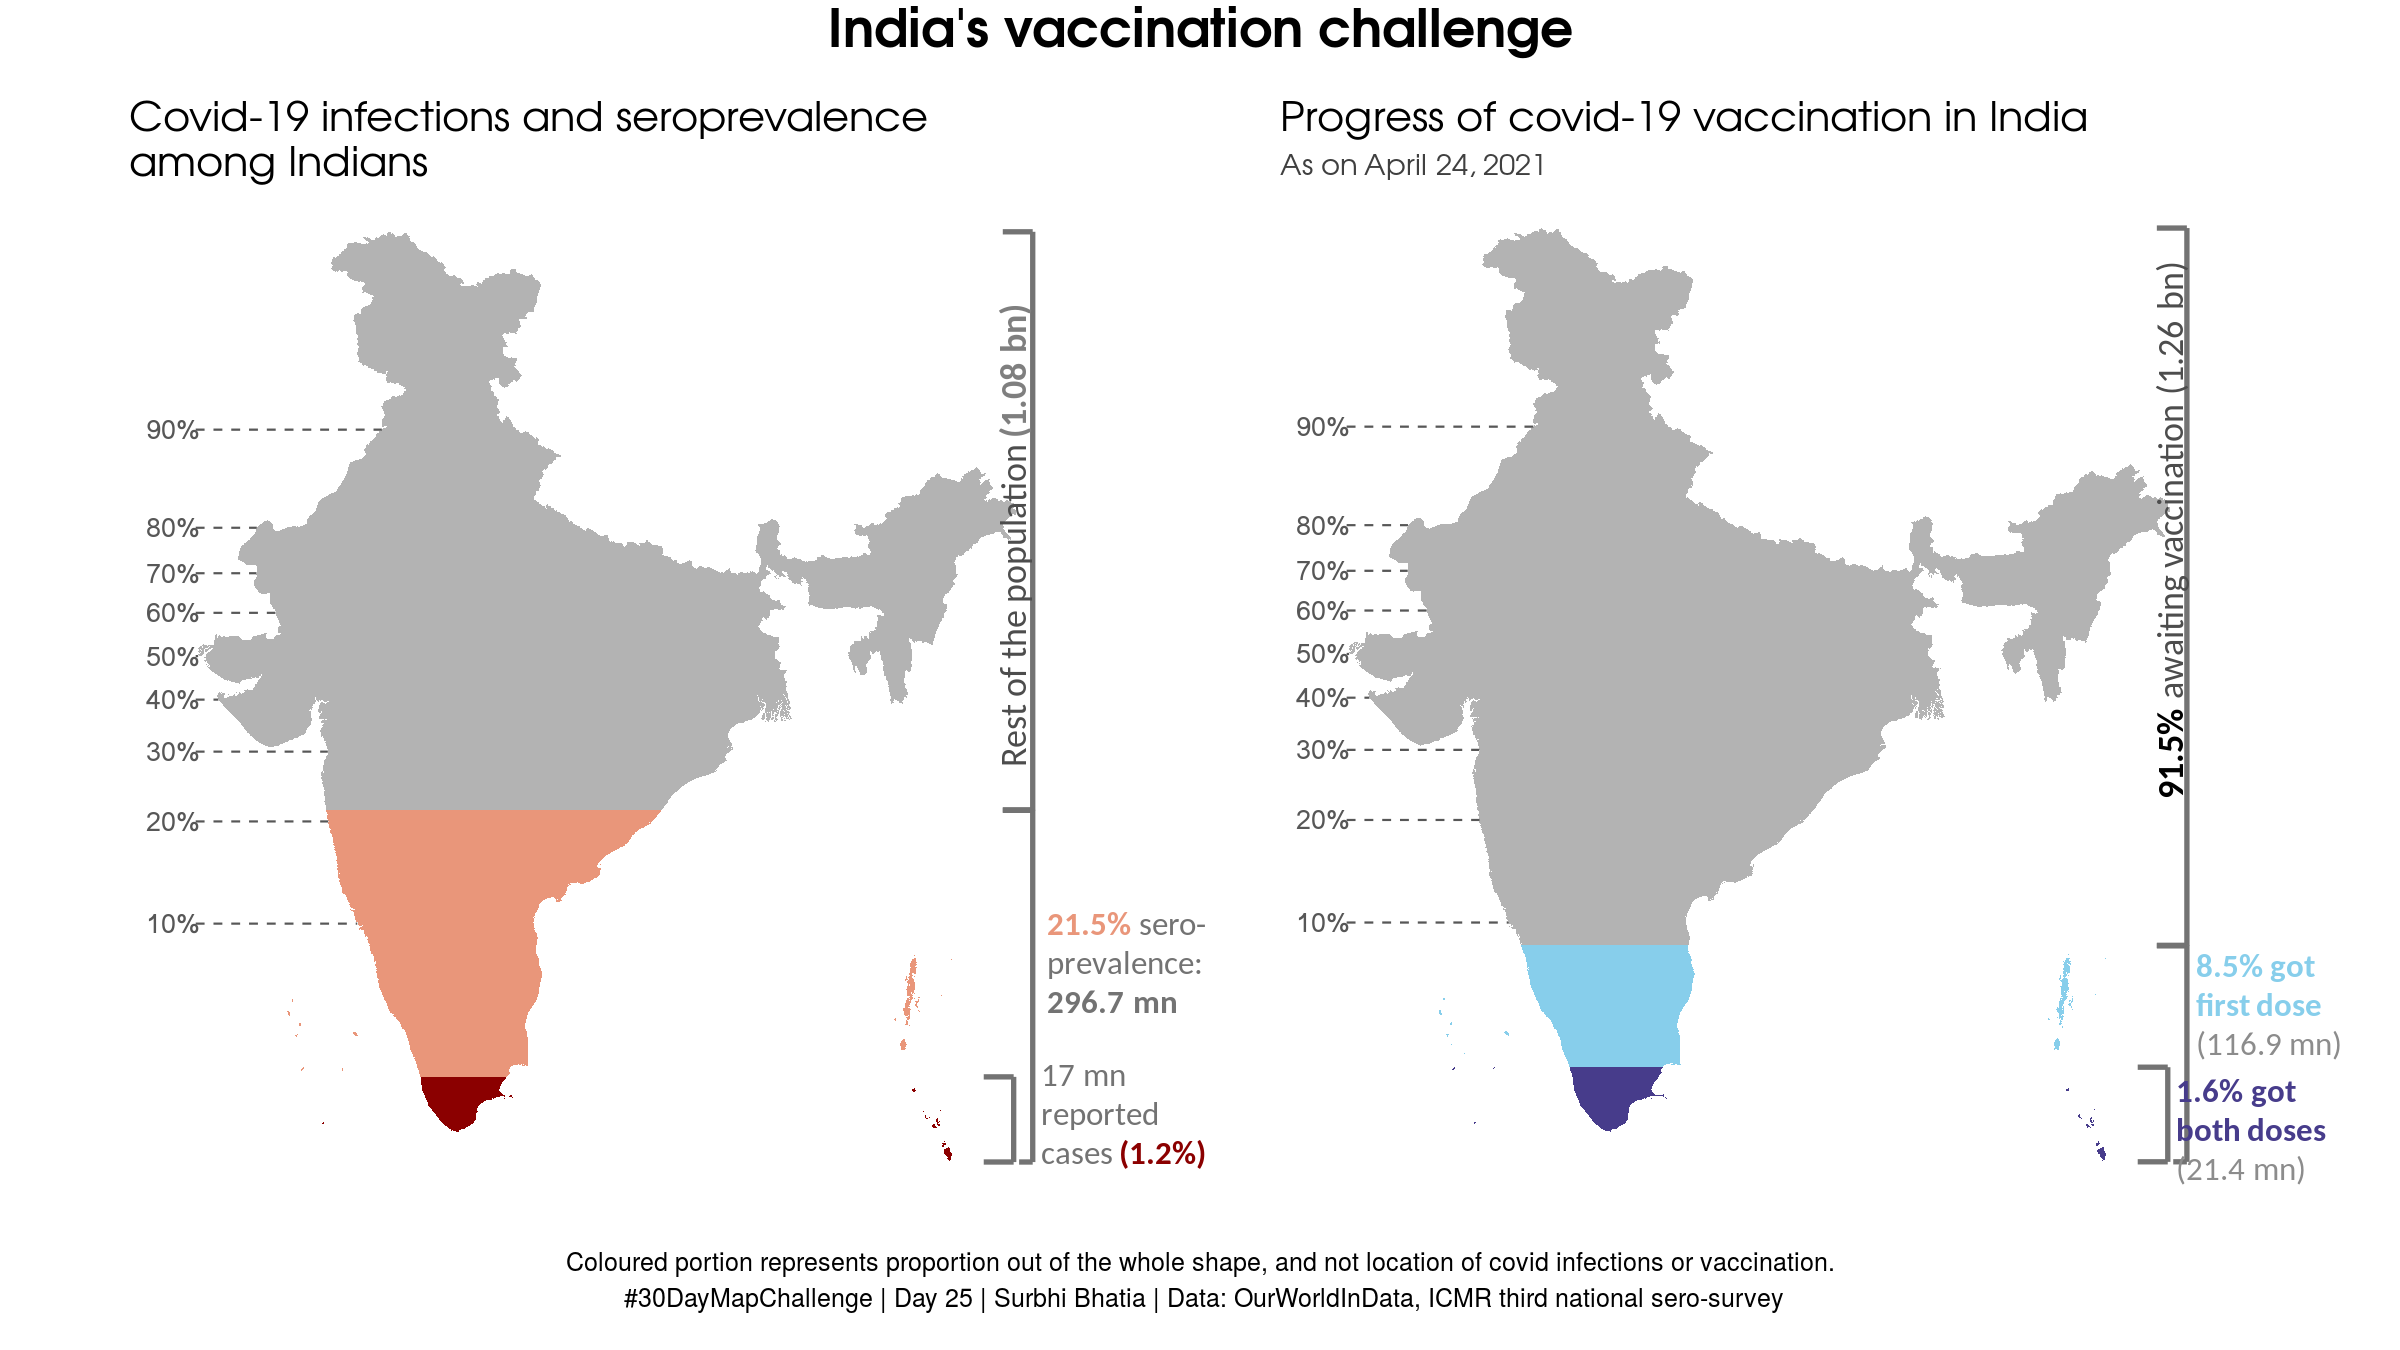 India's vaccination challenge
Covid-19 infections and seroprevalence
among Indians
90%
80%
70%
60%
50%
40%
30%
20%
10%
Rest of the population (1.08 bn)
21.5% sero-
prevalence:
296.7 mn
17 mn
reported
cases (1.2%)
Progress of covid-19 vaccination in India
As on April 24, 2021
90%
80%
70%
60%
50%
40%
30%
20%
10%
91.5% awaiting vaccination (1.26 bn)
8.5% got
first dose
(116.9 mn)
1.6% got
both doses
(21.4 mn)
Coloured portion represents proportion out of the whole shape, and not location of covid infections or vaccination.
#30DayMapChallenge | Day 25 | Surbhi Bhatia | Data: OurWorldInData, ICMR third national sero-survey